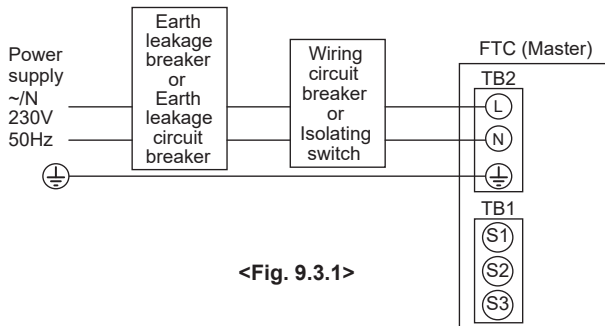 Power
supply
~/N
230V
50Hz
Earth
leakage
breaker
or
Earth
leakage
circuit
breaker
Wiring
circuit
breaker
or
Isolating
switch
FTC (Master)
TB2
L
N
TB1
S1
S2
S3
<Fig. 9.3.1>